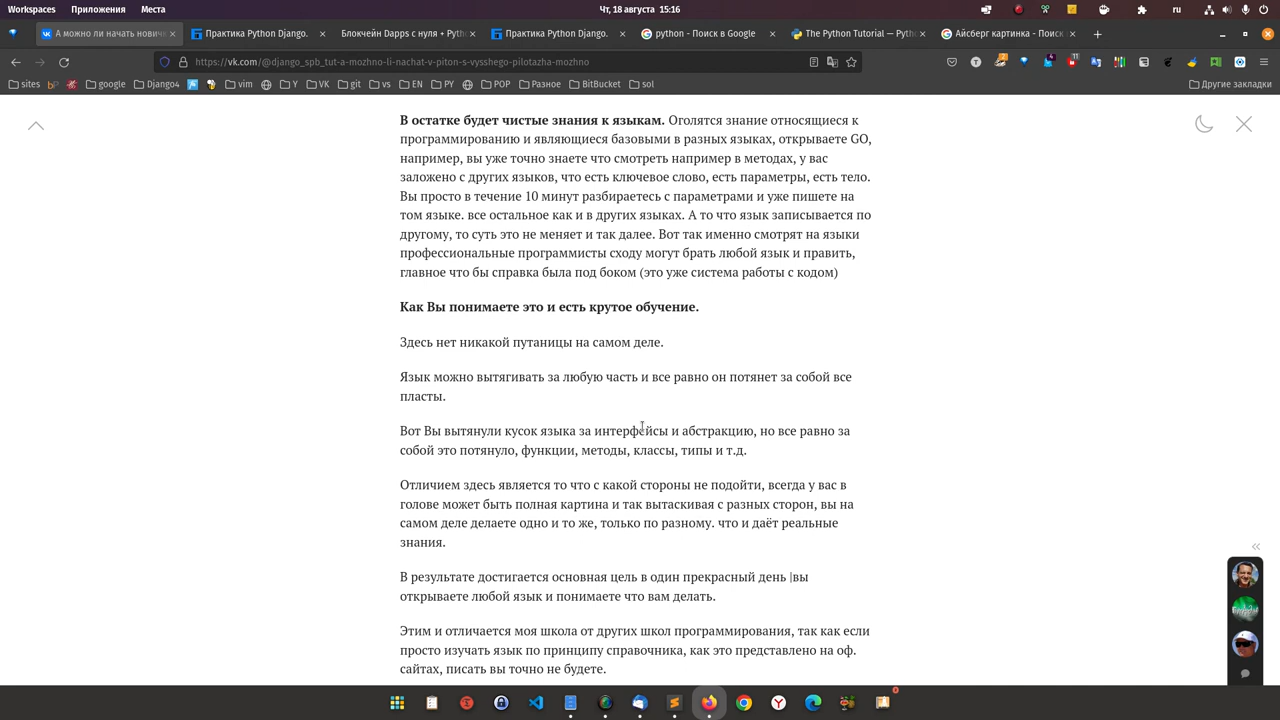 Workspaces Приложения Места Чт, 18 августа 15:16 ru
А можно ли начать нович Практика Python Django. Блокчейн Dapps с нуля + Pyth Практика Python Django. python - Поиск в Google The Python Tutorial — Pyth Айсберг картинка - Поиск
https://vk.com/@django_spb_tut-a-mozhno-li-nachat-v-piton-s-vysshego-pilotazha-mozhno
sites google Django4 vim Y VK git vs EN PY POP Разное BitBucket sol Другие закладки
В остатке будет чистые знания к языкам. Оголятся знание относящиеся к
программированию и являющиеся базовыми в разных языках, открываете GO,
например, вы уже точно знаете что смотреть например в методах, у вас
заложено с других языков, что есть ключевое слово, есть параметры, есть тело.
Вы просто в течение 10 минут разбираетесь с параметрами и уже пишете на
том языке. все остальное как и в других языках. А то что язык записывается по
другому, то суть это не меняет и так далее. Вот так именно смотрят на языки
профессиональные программисты сходу могут брать любой язык и править,
главное что бы справка была под боком (это уже система работы с кодом)
Как Вы понимаете это и есть крутое обучение.
Здесь нет никакой путаницы на самом деле.
Язык можно вытягивать за любую часть и все равно он потянет за собой все
пласты.
Вот Вы вытянули кусок языка за интерфейсы и абстракцию, но все равно за
собой это потянуло, функции, методы, классы, типы и т.д.
Отличием здесь является то что с какой стороны не подойти, всегда у вас в
голове может быть полная картина и так вытаскивая с разных сторон, вы на
самом деле делаете одно и то же, только по разному. что и даёт реальные
знания.
В результате достигается основная цель в один прекрасный день |вы
открываете любой язык и понимаете что вам делать.
Этим и отличается моя школа от других школ программирования, так как если
просто изучать язык по принципу справочника, как это представлено на оф.
сайтах, писать вы точно не будете.